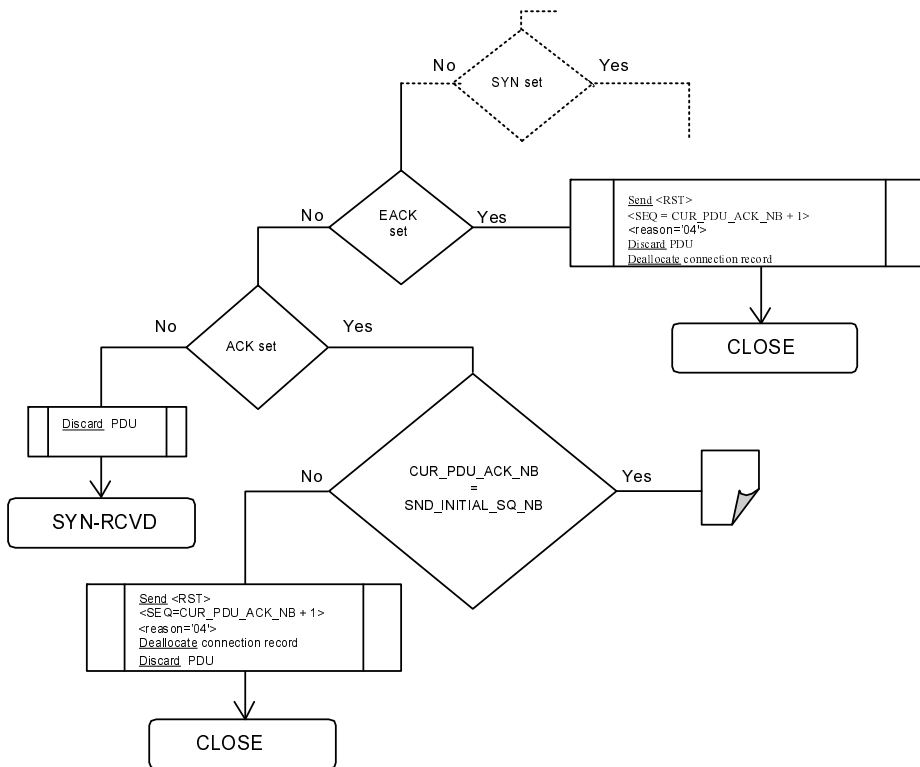 No
SYN set
Yes
No
EACK
set
Yes
Send <RST>
<SEQ = CUR_PDU_ACK_NB + 1>
<reason='04'>
Discard PDU
Deallocate connection record
CLOSE
No
ACK set
Yes
Discard PDU
SYN-RCVD
No
CUR_PDU_ACK_NB
=
SND_INITIAL_SQ_NB
Yes
Send <RST>
<SEQ=CUR_PDU_ACK_NB + 1>
<reason='04'>
Deallocate connection record
Discard PDU
CLOSE